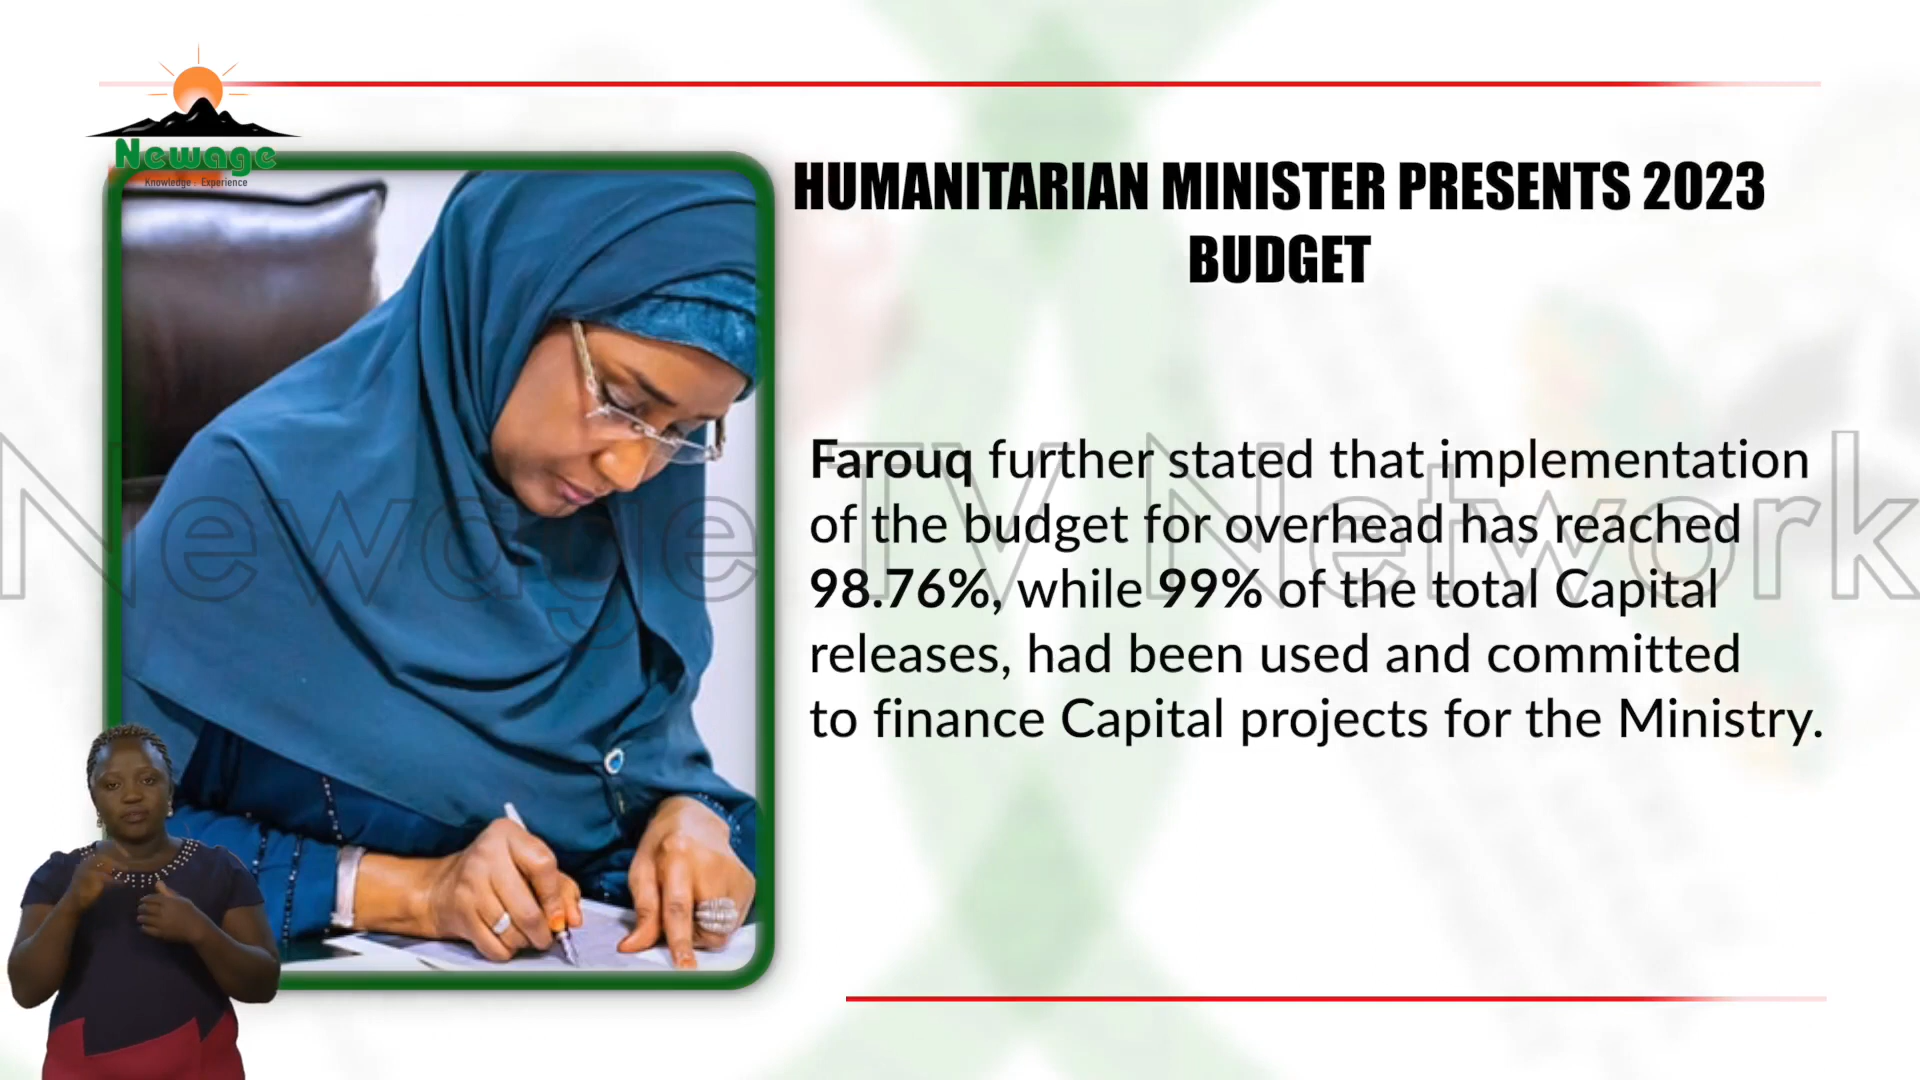 Newage
Knowledge Experience
HUMANITARIAN MINISTER PRESENTS 2023
BUDGET
Farouq further stated that implementation
of the budget for overhead has reached
98.76%, while 99% of the total Capital
releases, had been used and committed
to finance Capital projects for the Ministry.
Newage TV Network